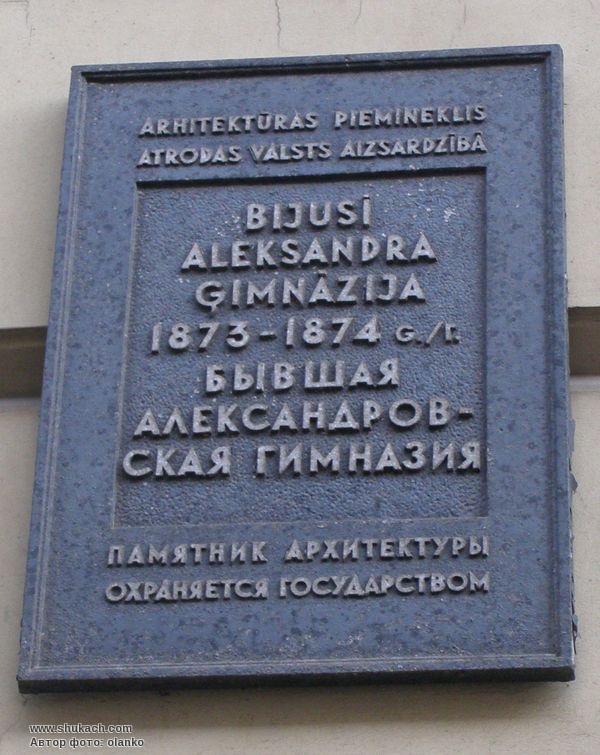 ARHITEKTŪRAS PIEMINEKLIS
ATRODAS VALSTS AIZSARDZĪBĀ
BIJUSĪ
ALEKSANDRA
ĢIMNĀZIJA
1873-1874 G./Г.
БЫВШАЯ
АЛЕКСАНДРОВ-
СКАЯ ГИМНАЗИЯ
ПАМЯТНИК АРХИТЕКТУРЫ
ОХРАНЯЕТСЯ ГОСУДАРСТВОМ
www.shukach.com
Автор фото: olanko